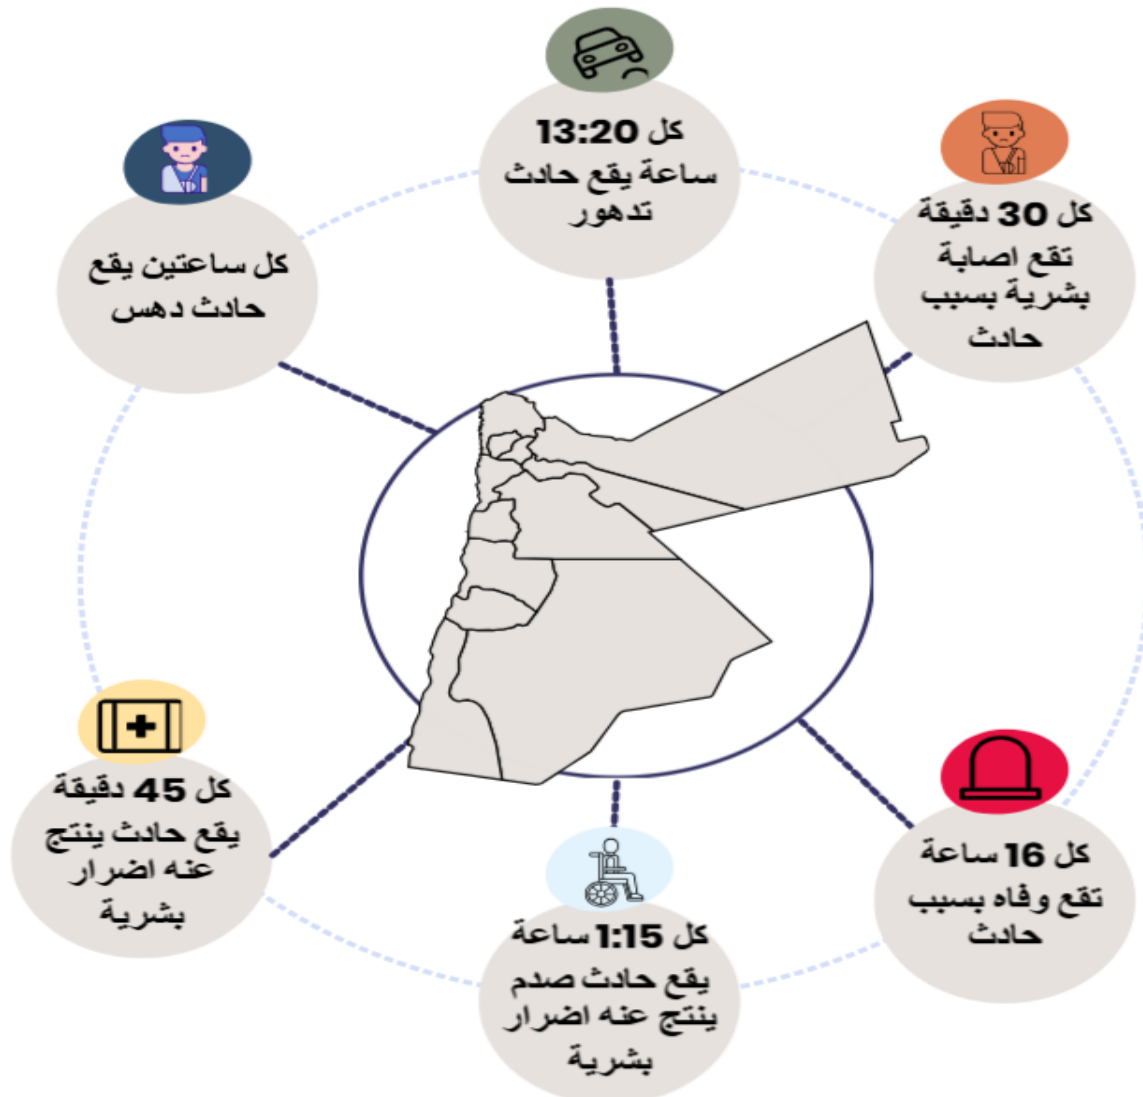 كل 13:20
ساعة يقع حادث
تدهور
كل 30 دقيقة
تقع اصابة
بشرية بسبب
حادث
كل ساعتين يقع
حادث دهس
كل 45 دقيقة
يقع حادث ينتج
عنه اضرار
بشرية
كل 16 ساعة
تقع وفاه بسبب
حادث
كل 1:15 ساعة
يقع حادث صدم
ينتج عنه اضرار
بشرية